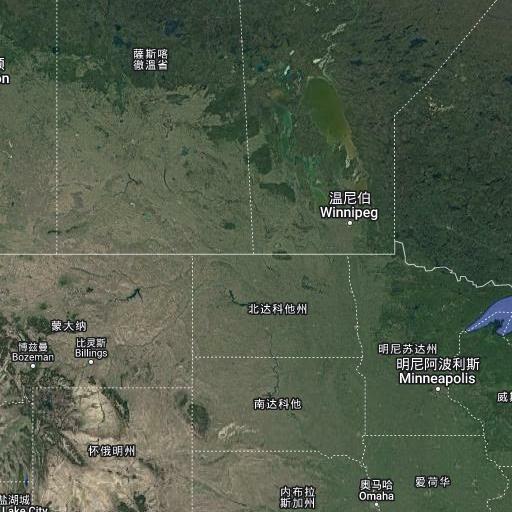 薩斯喀
徹溫省
顿
on
温尼伯
Winnipeg
北达科他州
蒙大纳
博兹曼
Bozeman
比灵斯
Billings
明尼苏达州
明尼阿波利斯
Minneapolis
南达科他
怀俄明州
盐湖城
Lake City
内布拉
斯加州
奥马哈
Omaha
爱荷华
威斯